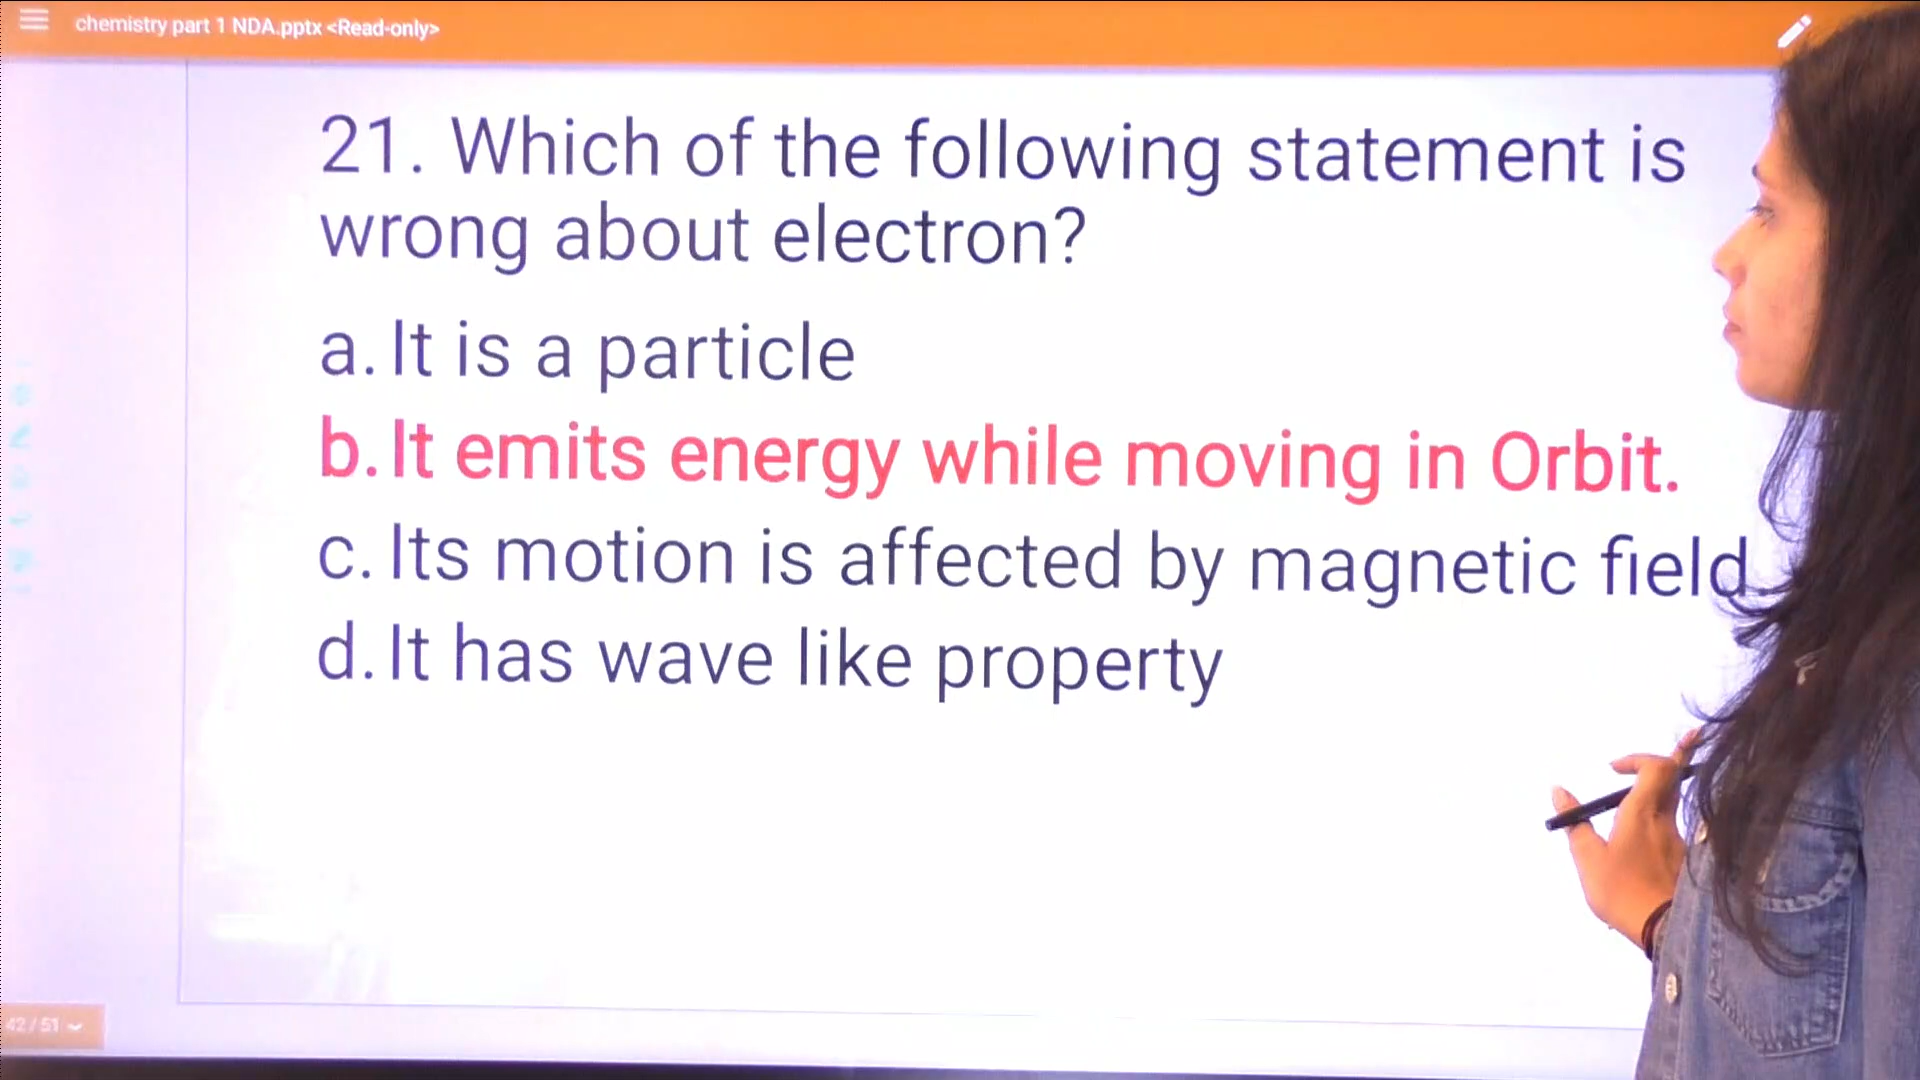 chemistry part 1 NDA.pptx <Read-only>
21. Which of the following statement is
wrong about electron?
a. It is a particle
b. It emits energy while moving in Orbit.
c. Its motion is affected by magnetic field
d. It has wave like property
42 / 51